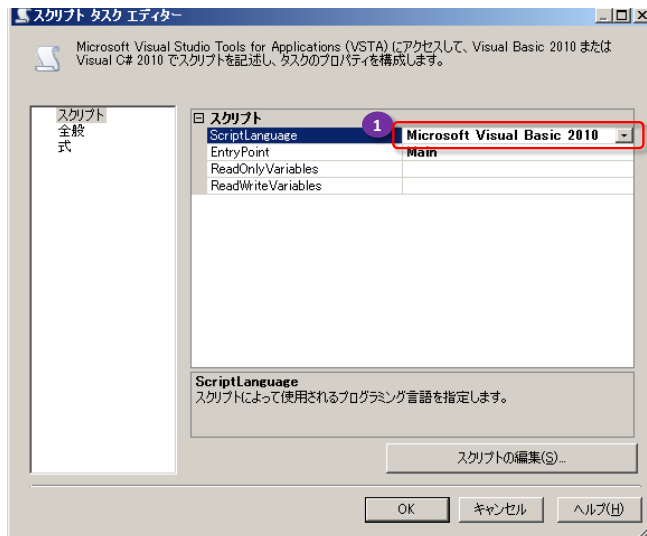 スクリプト タスク エディター
Microsoft Visual Studio Tools for Applications (VSTA) にアクセスして、Visual Basic 2010 または
Visual C# 2010 でスクリプトを記述し、タスクのプロパティを構成します。
スクリプト
全般
式
スクリプト
ScriptLanguage
1
Microsoft Visual Basic 2010
EntryPoint
Main
ReadOnlyVariables
ReadWriteVariables
ScriptLanguage
スクリプトによって使用されるプログラミング言語を指定します。
スクリプトの編集(S)...
OK
キャンセル
ヘルプ(H)